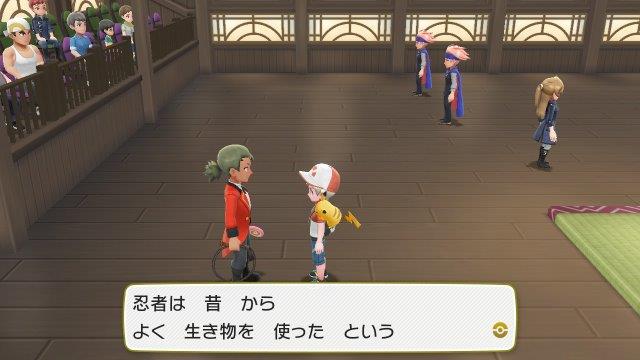 忍者は　昔　から
よく　生き物を　使った　という